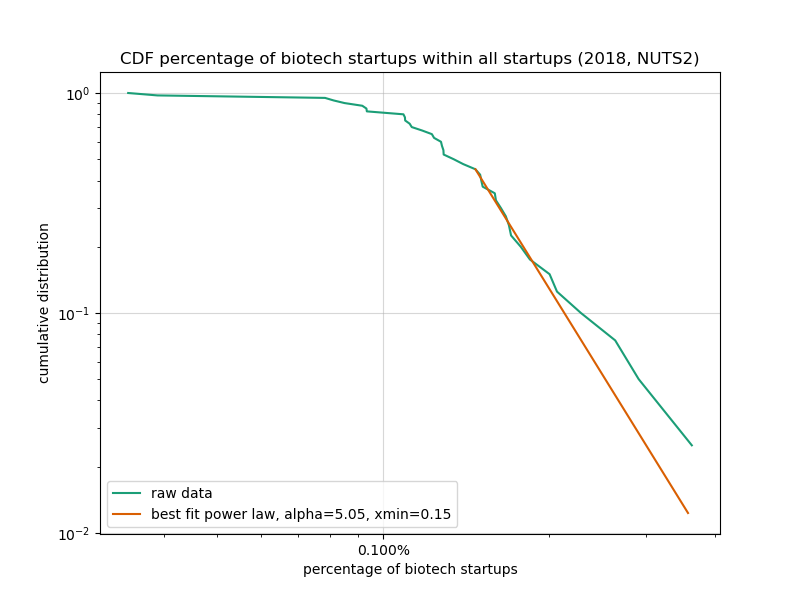 CDF percentage of biotech startups within all startups (2018, NUTS2)
10⁰
10⁻¹
10⁻²
cumulative distribution
raw data
best fit power law, alpha=5.05, xmin=0.15
0.100%
percentage of biotech startups